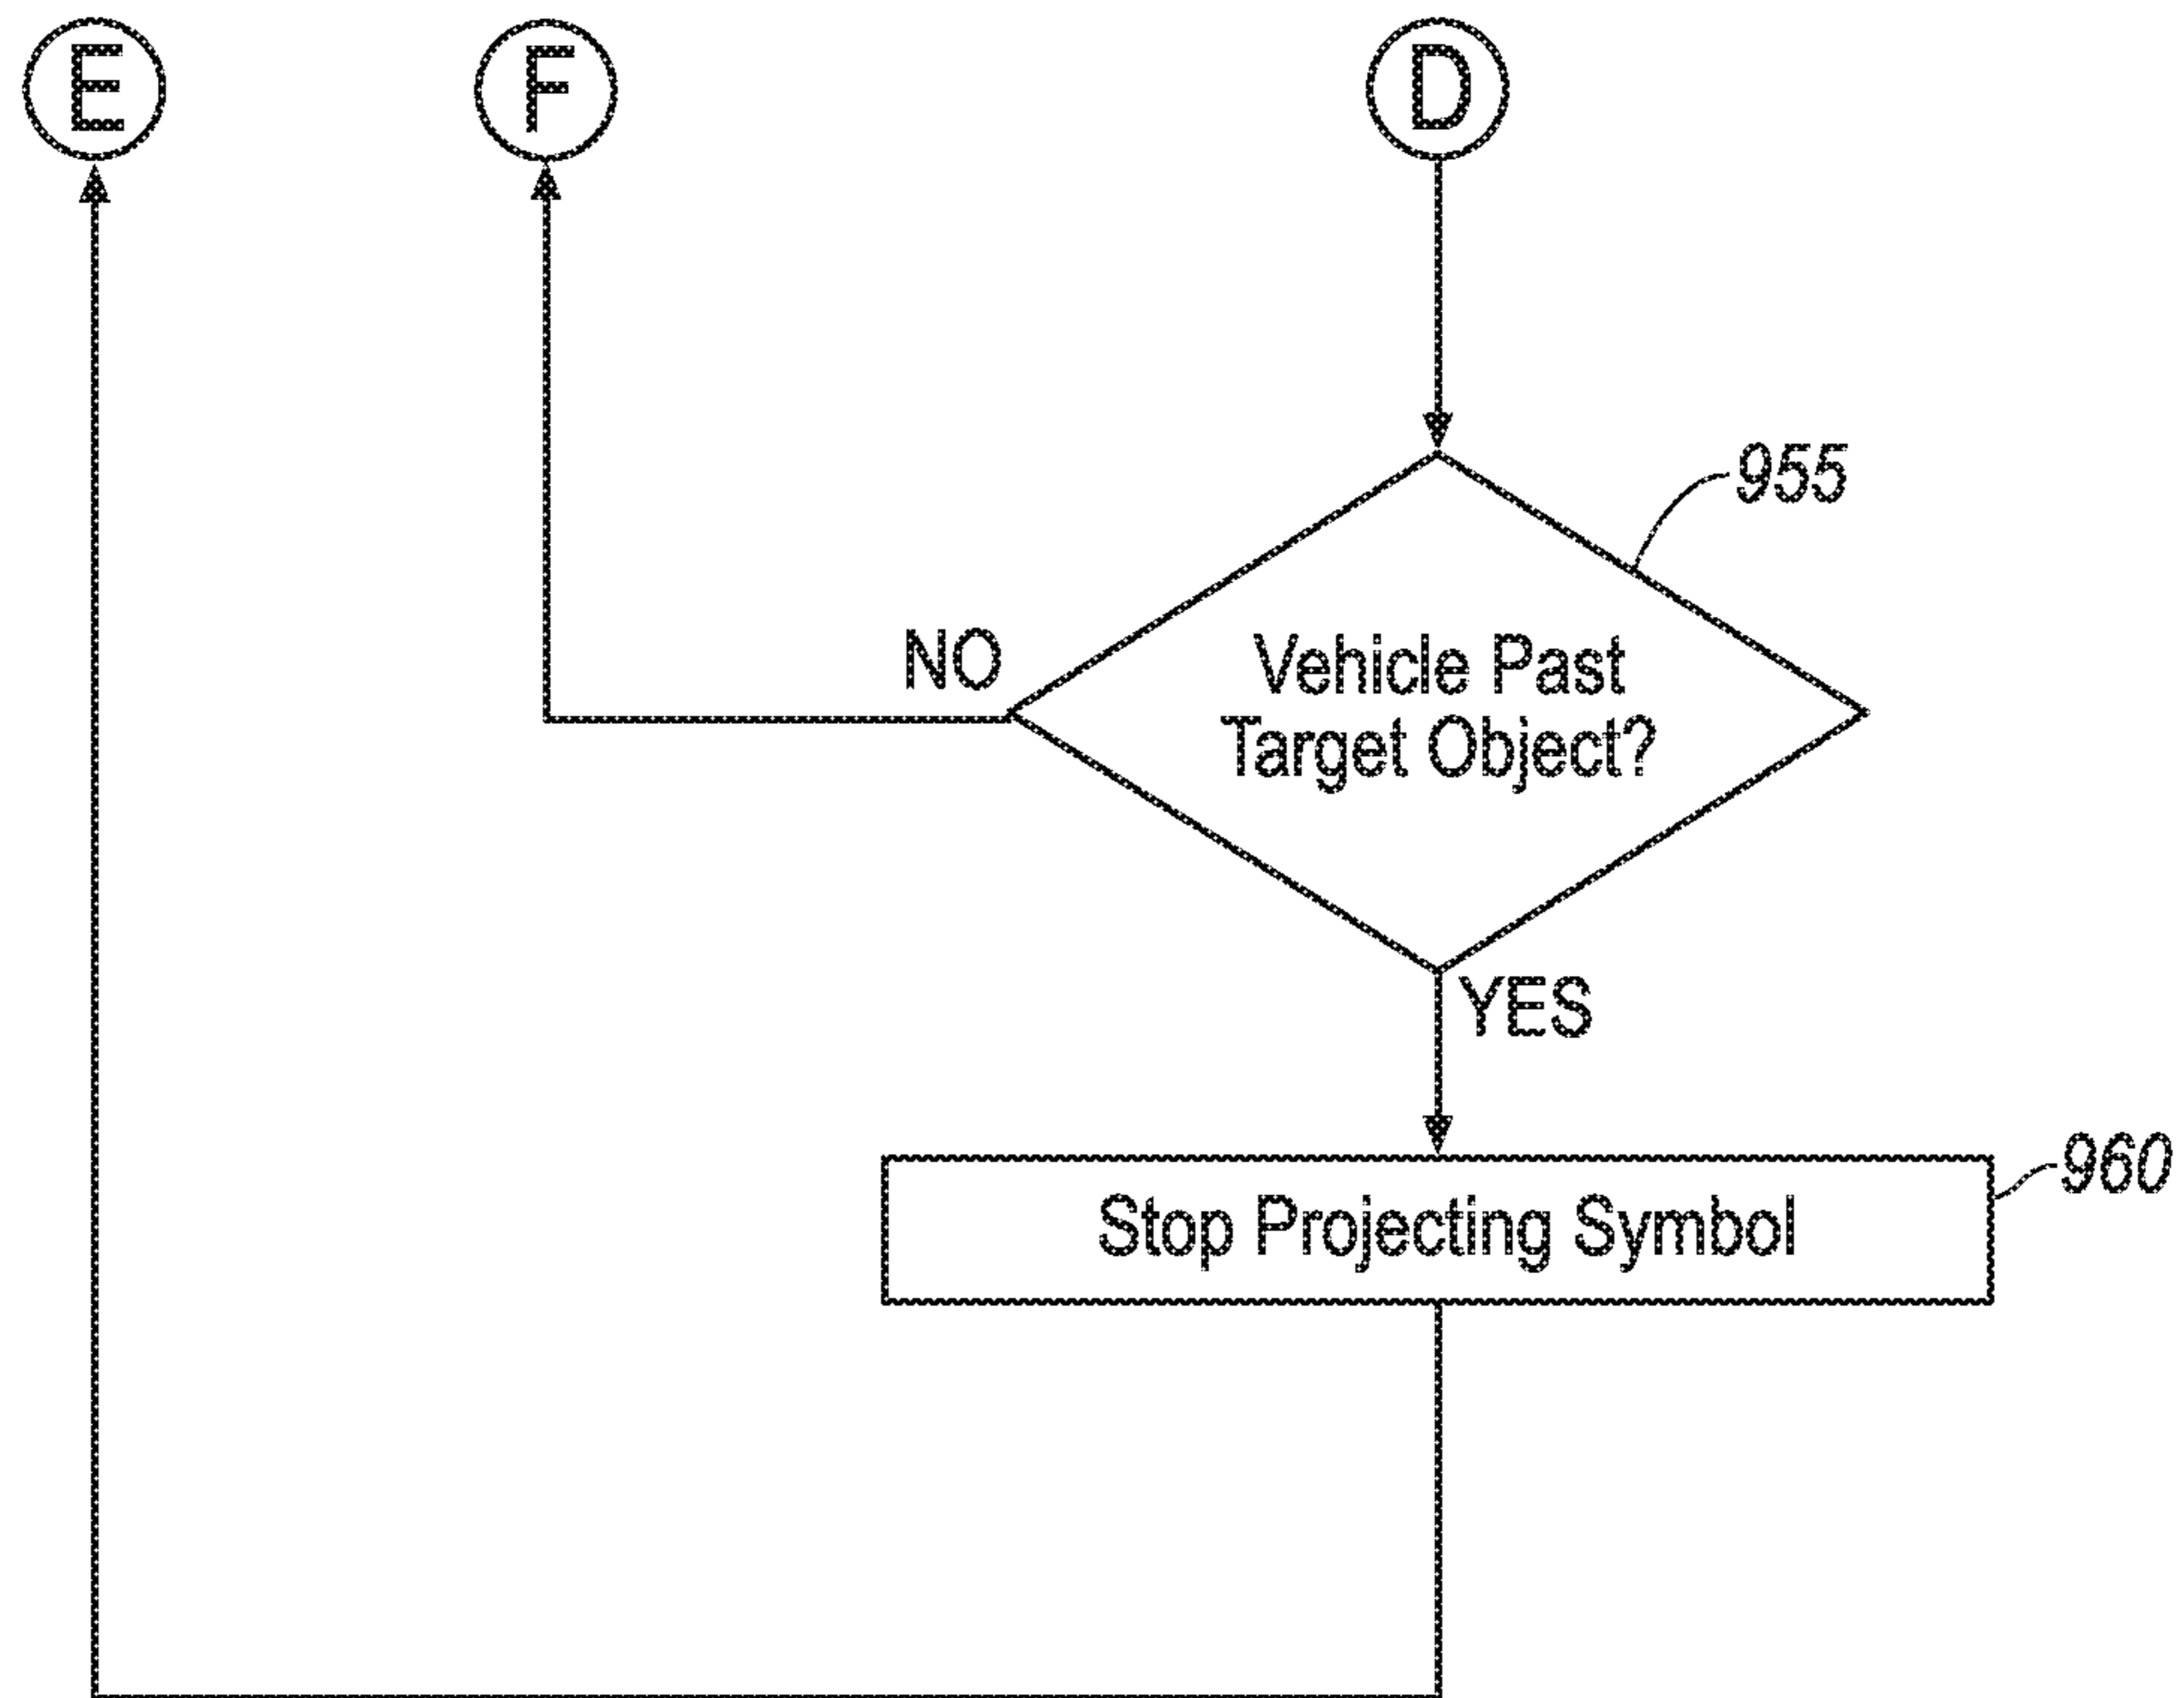 E
F
D
955
NO
Vehicle Past
Target Object?
YES
960
Stop Projecting Symbol